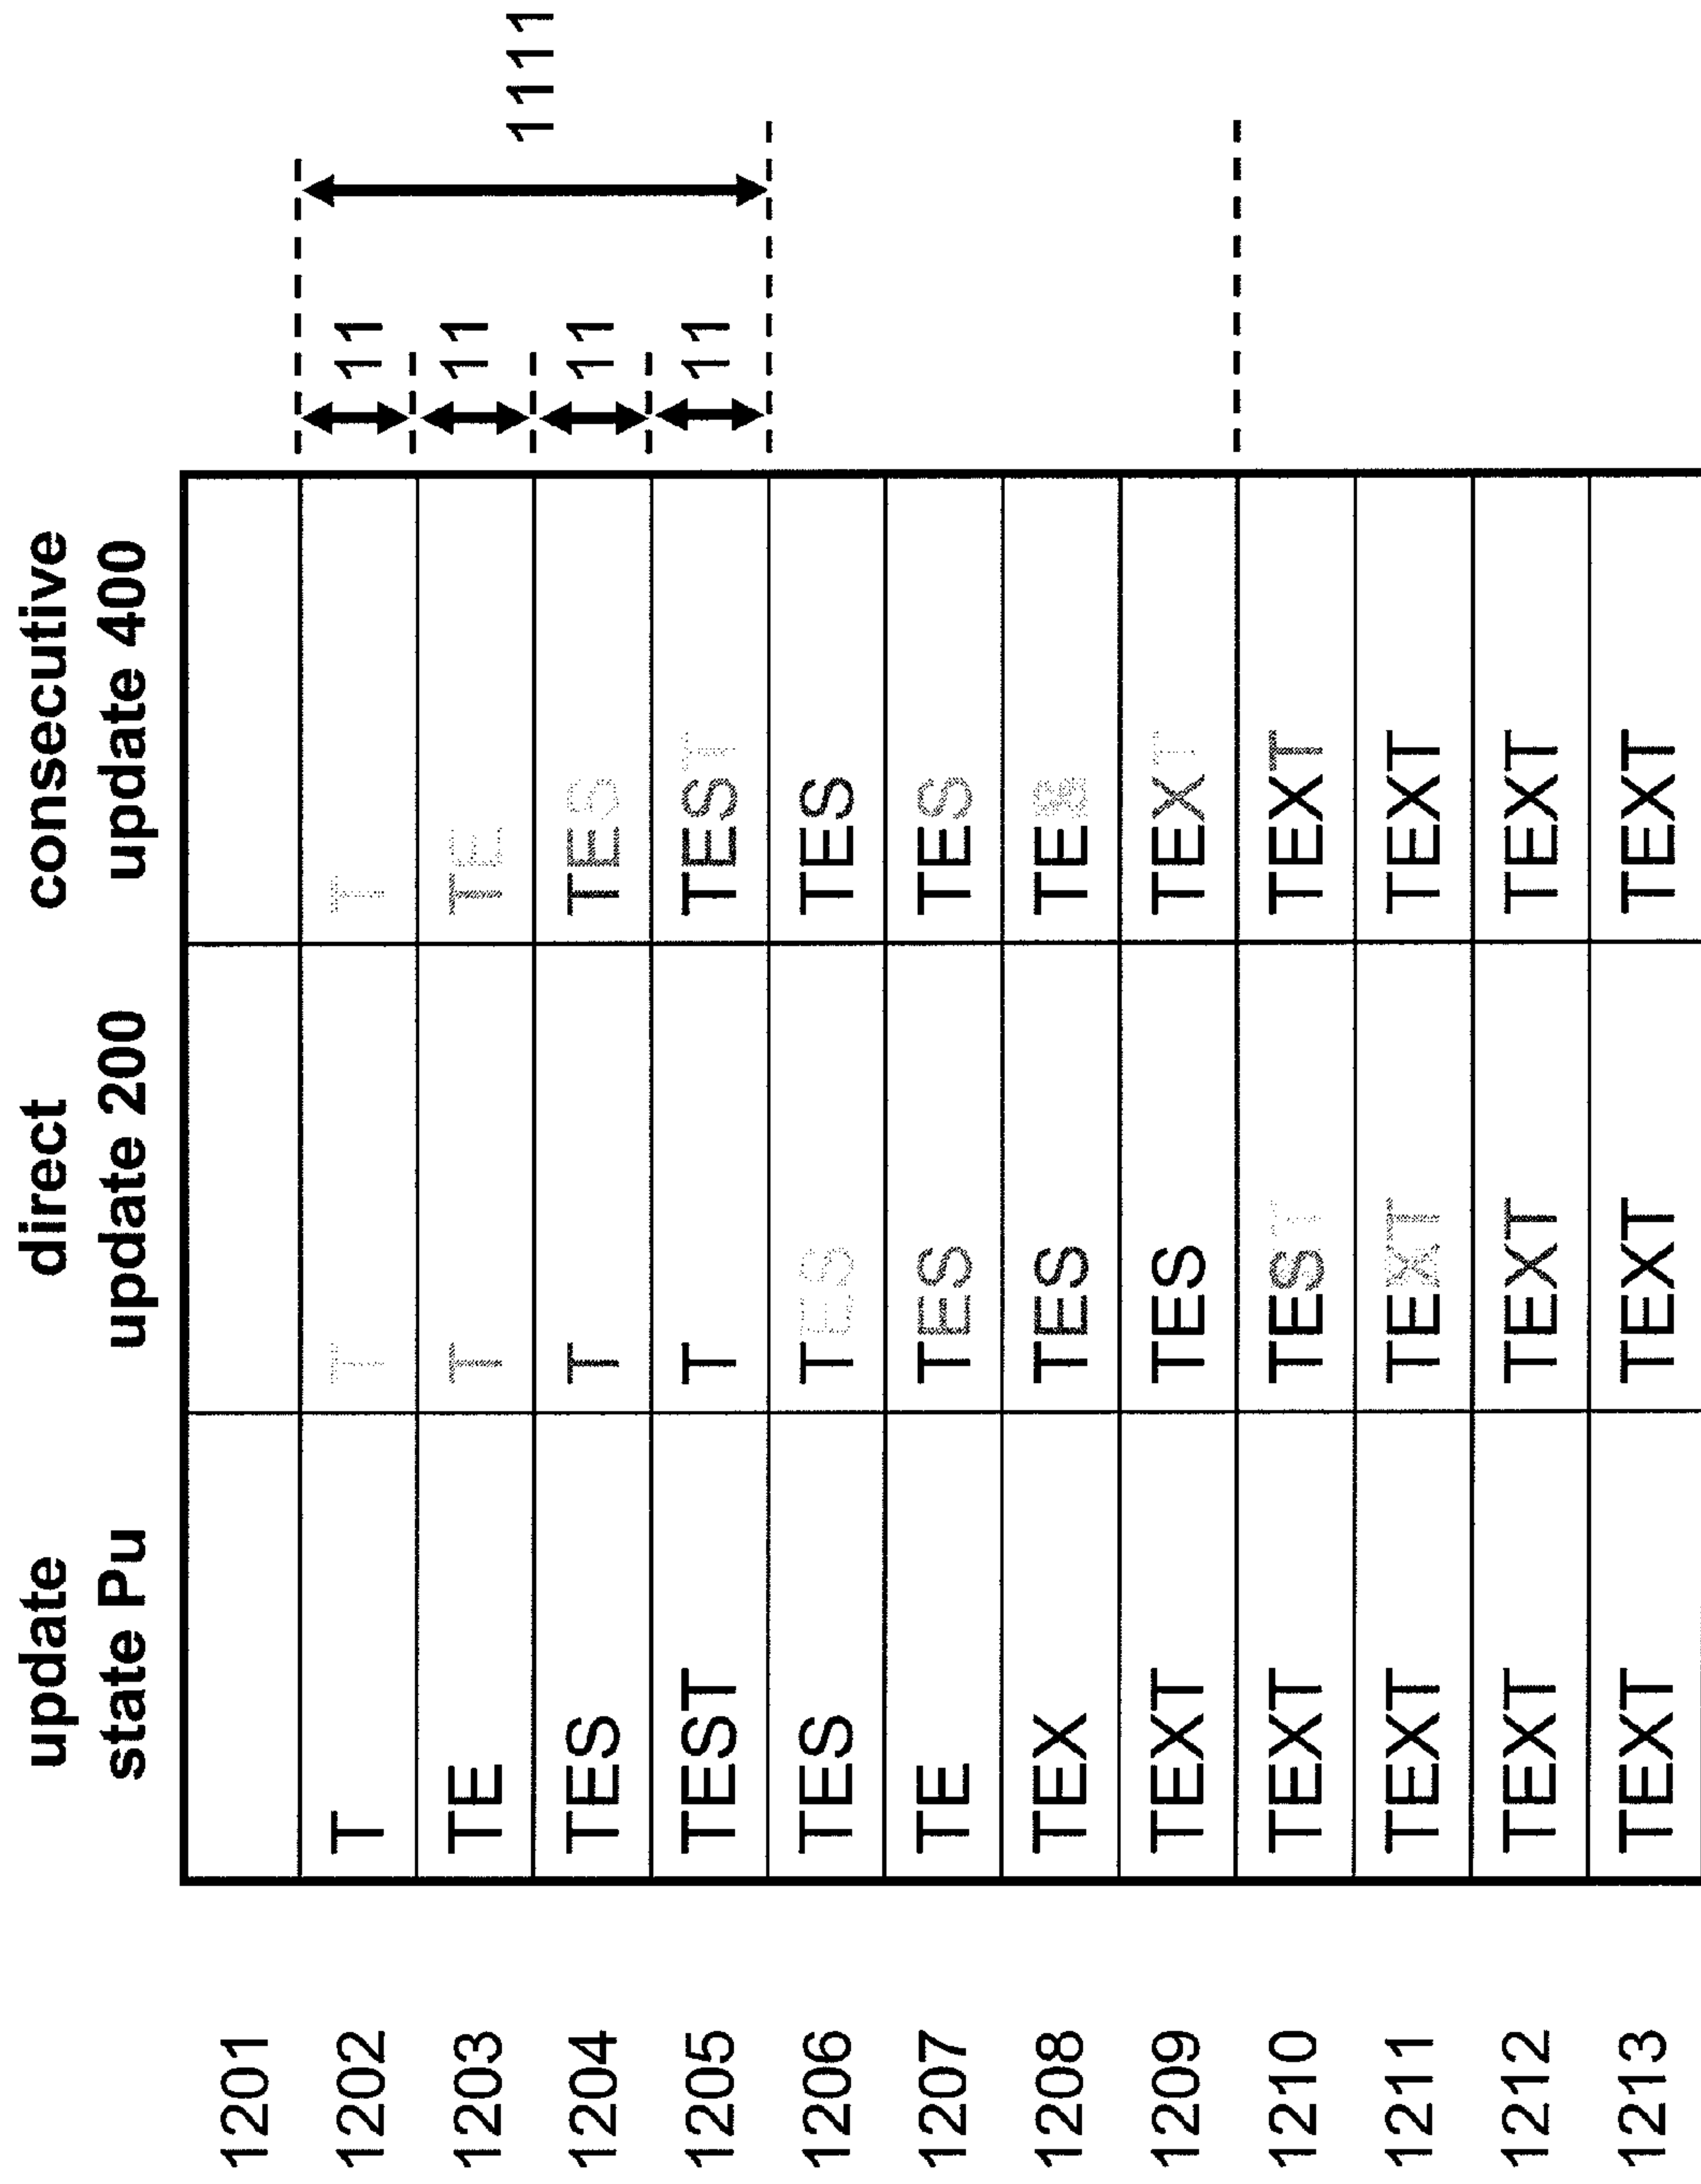 update direct consecutive
state Pu update 200 update 400
1201
1202 T T T 11
1203 TE T TE 11
1111
1204 TES T TES 11
1205 TEST T TEST 11
1206 TES TES TES
1207 TE TES TES
1208 TEX TES TE
1209 TEXT TES TEXT
1210 TEXT TEST TEXT
1211 TEXT TEXT TEXT
1212 TEXT TEXT TEXT
1213 TEXT TEXT TEXT